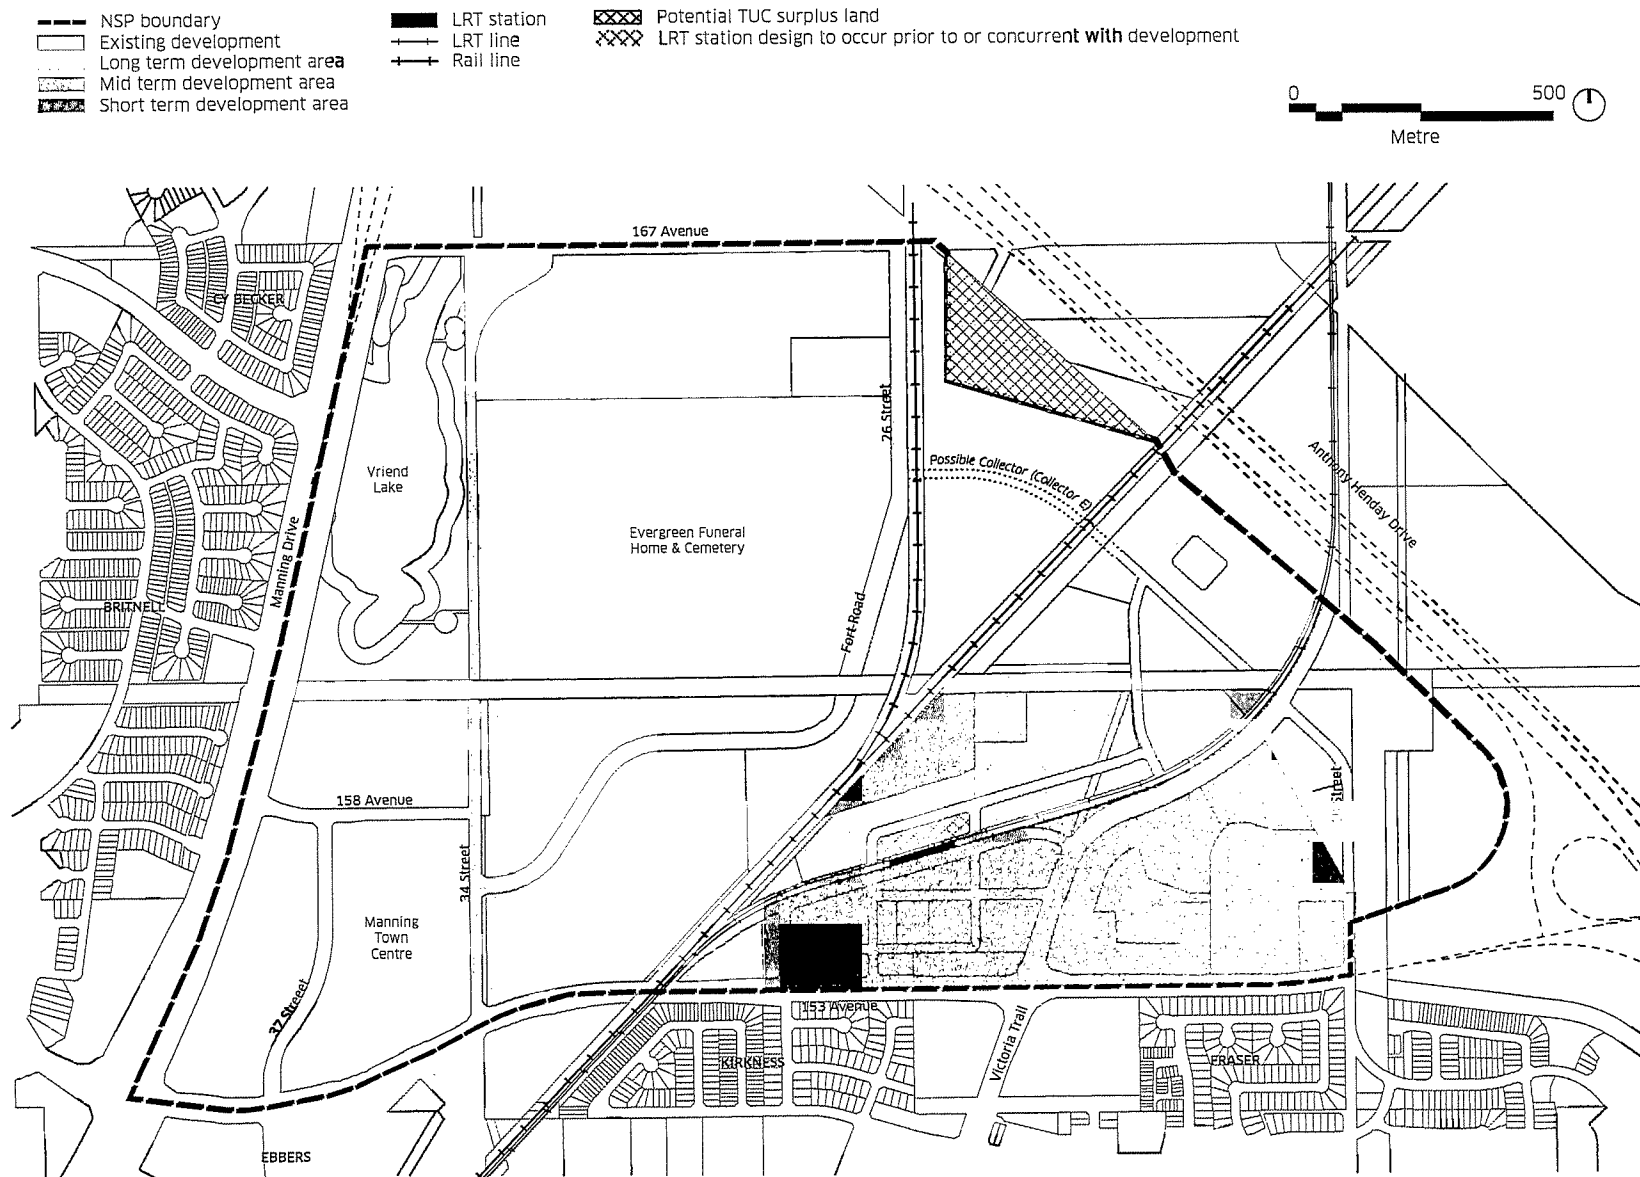 NSP boundary
Existing development
Long term development area
Mid term development area
Short term development area
LRT station
LRT line
Rail line
Potential TUC surplus land
LRT station design to occur prior to or concurrent with development
0 500
Metre
167 Avenue
CY BECKER
26 Street
Vriend
Lake
Possible Collector (Collector E)
Anthony Henday Drive
Evergreen Funeral
Home & Cemetery
Manning Drive
BRITNELL
Fort Road
158 Avenue
Street
34 Street
Manning
Town
Centre
37 Streeet
153 Avenue
Victoria Trail
KIRKNESS
FRASER
EBBERS